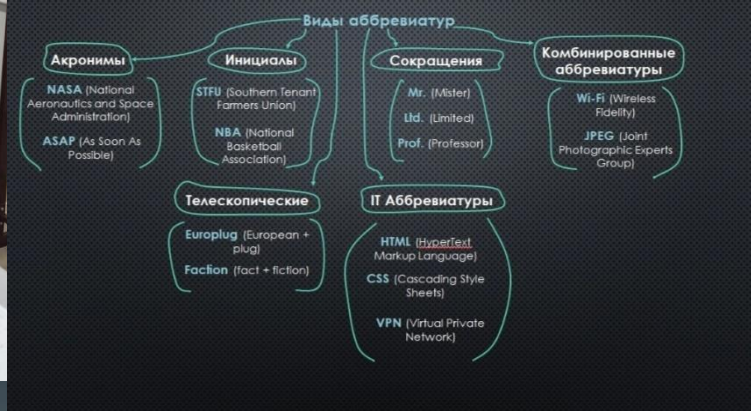 Виды аббревиатур
Акронимы
NASA (National
Aeronautics and Space
Administration)
ASAP (As Soon As
Possible)
Инициалы
STFU (Southern Tenant
Farmers Union)
NBA (National
Basketball
Association)
Сокращения
Mr. (Mister)
Ltd. (Limited)
Prof. (Professor)
Комбинированные
аббревиатуры
Wi-Fi (Wireless
Fidelity)
JPEG (Joint
Photographic Experts
Group)
Телескопические
Europlug (European +
plug)
Faction (fact + fiction)
IT Аббревиатуры
HTML (HyperText
Markup Language)
CSS (Cascading Style
Sheets)
VPN (Virtual Private
Network)